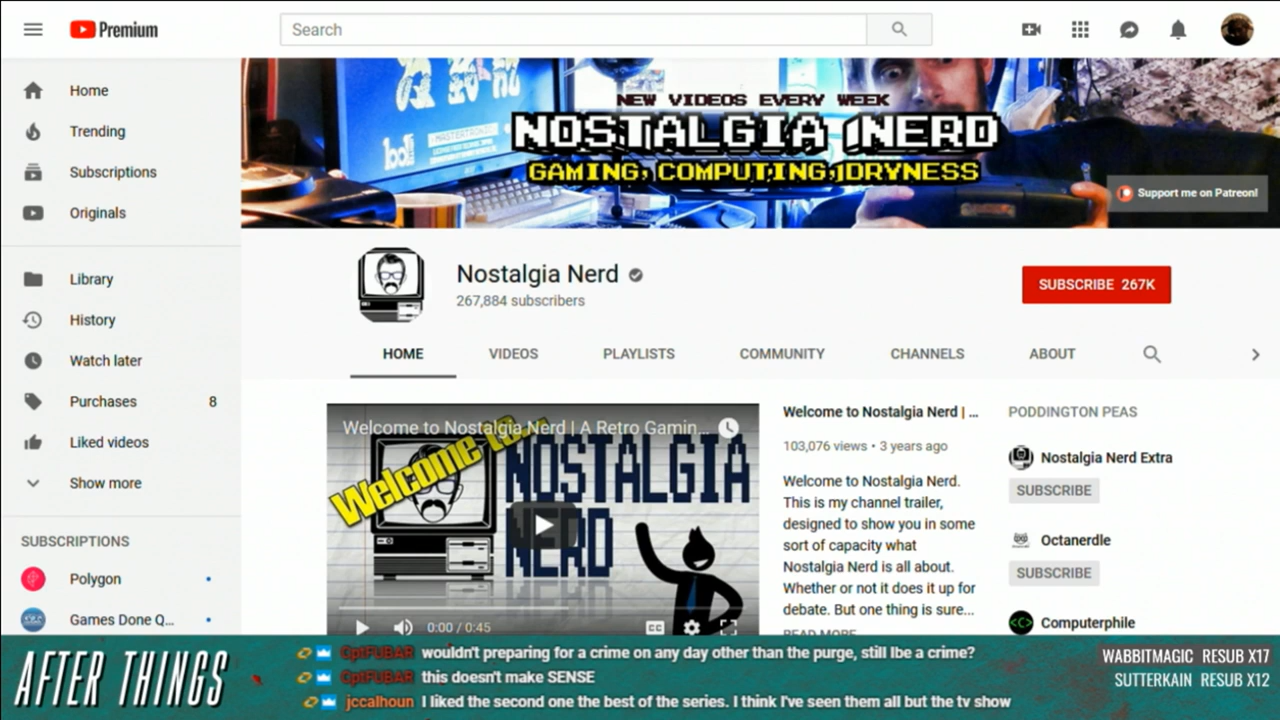 Premium
Search
Home
Trending
Subscriptions
Originals
Library
History
Watch later
Purchases 8
Liked videos
Show more
SUBSCRIPTIONS
Polygon
Games Done Q...
NEW VIDEOS EVERY WEEK
NOSTALGIA NERD
GAMING, COMPUTING, DRYNESS
Support me on Patreon!
Nostalgia Nerd
267,884 subscribers
SUBSCRIBE 267K
HOME VIDEOS PLAYLISTS COMMUNITY CHANNELS ABOUT
Welcome to Nostalgia Nerd | A Retro Gamin...
Welcome to...
NOSTALGIA
NERD
0:00 / 0:45
CC
Welcome to Nostalgia Nerd | ...
103,076 views • 3 years ago
Welcome to Nostalgia Nerd.
This is my channel trailer,
designed to show you in some
sort of capacity what
Nostalgia Nerd is all about.
Whether or not it does it up for
debate. But one thing is sure...
READ MORE
PODDINGTON PEAS
Nostalgia Nerd Extra
SUBSCRIBE
Octanerdle
SUBSCRIBE
Computerphile
AFTER THINGS
CptFUBAR wouldn't preparing for a crime on any day other than the purge, still lbe a crime?
CptFUBAR this doesn't make SENSE
jccalhoun I liked the second one the best of the series. I think I've seen them all but the tv show
WABBITMAGIC RESUB X17
SUTTERKAIN RESUB X12